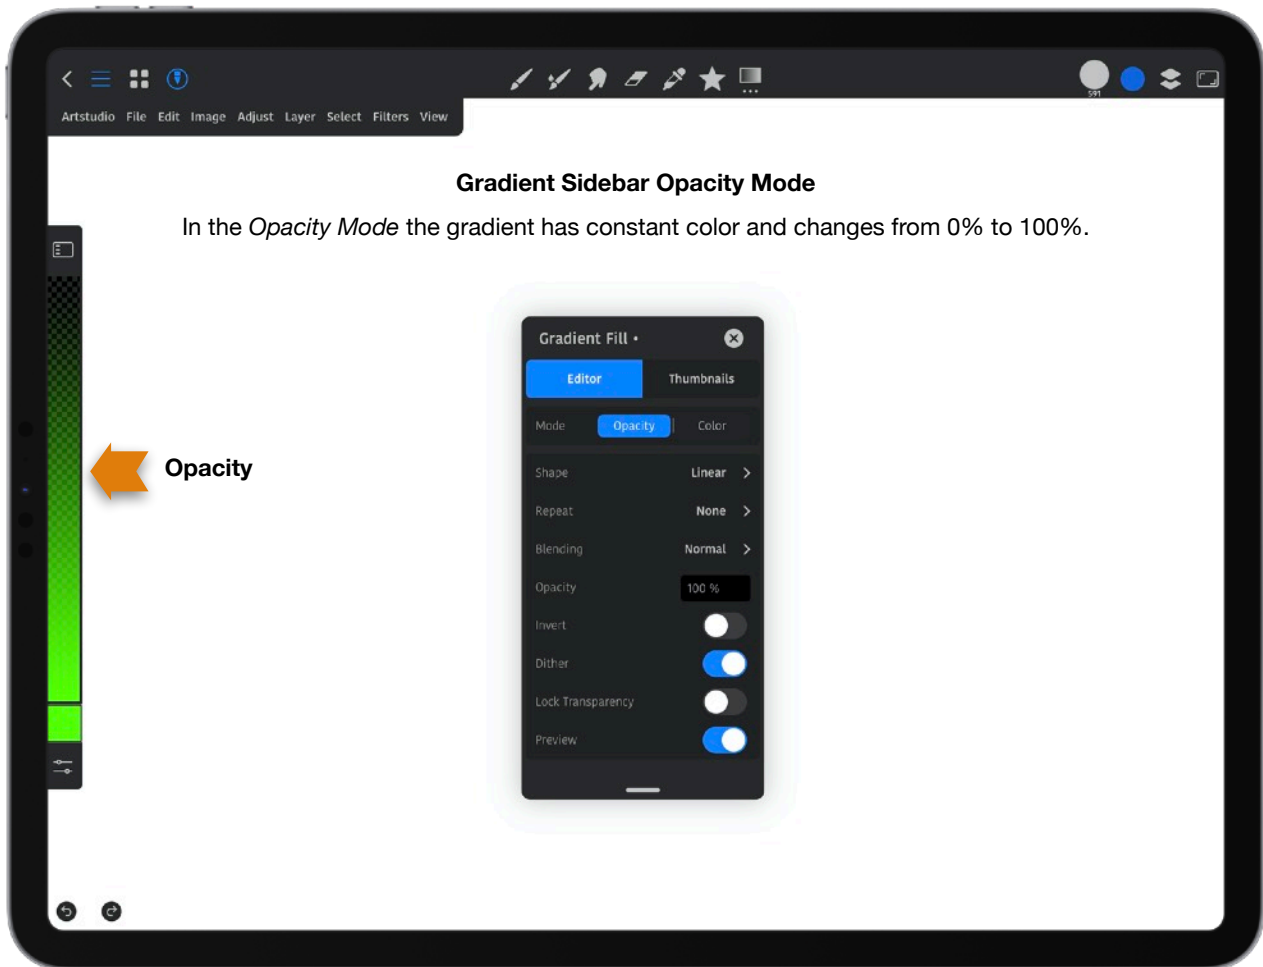 591
Artstudio File Edit Image Adjust Layer Select Filters View
Gradient Sidebar Opacity Mode
In the Opacity Mode the gradient has constant color and changes from 0% to 100%.
Gradient Fill •
Editor Thumbnails
Mode Opacity Color
Opacity
Shape Linear
Repeat None
Blending Normal
Opacity 100 %
Invert
Dither
Lock Transparency
Preview